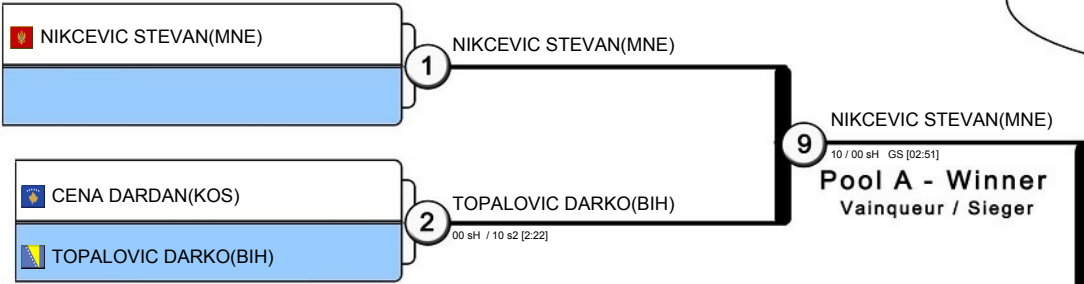 NIKCEVIC STEVAN(MNE)
1
NIKCEVIC STEVAN(MNE)
9
NIKCEVIC STEVAN(MNE)
10 / 00 sH GS [02:51]
Pool A - Winner
Vainqueur / Sieger
CENA DARDAN(KOS)
2
TOPALOVIC DARKO(BIH)
00 sH / 10 s2 [2:22]
TOPALOVIC DARKO(BIH)